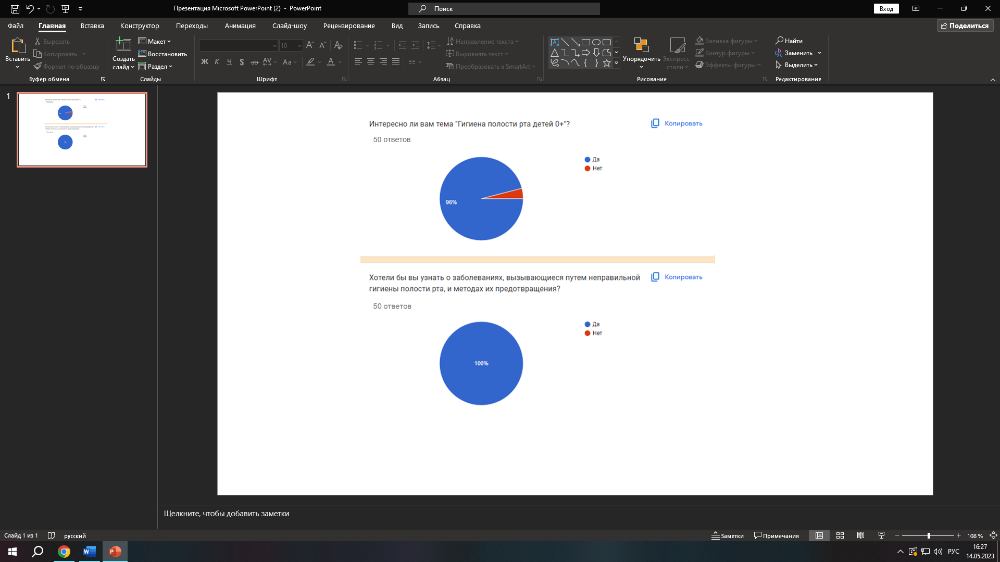 Презентация Microsoft PowerPoint (2) - PowerPoint
Поиск
Вход
Файл
Главная
Вставка
Конструктор
Переходы
Анимация
Слайд-шоу
Рецензирование
Вид
Запись
Справка
Поделиться
Вставить
Вырезать
Копировать
Формат по образцу
Буфер обмена
Создать
слайд
Макет
Восстановить
Раздел
Слайды
10
Ж К Ч S ab AV Aa A
Шрифт
Направление текста
Выровнять текст
Преобразовать в SmartArt
Абзац
Упорядочить
Экспресс-
стили
Заливка фигуры
Контур фигуры
Эффекты фигуры
Рисование
Найти
Заменить
Выделить
Редактирование
1
Интересно ли вам тема "Гигиена полости рта детей 0+"?
Копировать
50 ответов
Да
Нет
96%
Хотели бы вы узнать о заболеваниях, вызывающиеся путем неправильной
гигиены полости рта, и методах их предотвращения?
Копировать
50 ответов
Да
Нет
100%
Щелкните, чтобы добавить заметки
Слайд 1 из 1
русский
Заметки
Примечания
108 %
РУС
16:27
14.05.2023